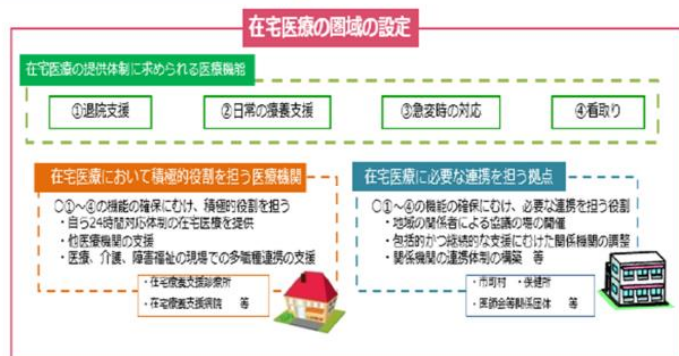 在宅医療の圏域の設定
在宅医療の提供体制に求められる医療機能
①退院支援
②日常の療養支援
③急変時の対応
④看取り
在宅医療において積極的役割を担う医療機関
○①~④の機能の確保にむけ、積極的役割を担う
・自ら24時間対応体制の在宅医療を提供
・他医療機関の支援
・医療、介護、障害福祉の現場での多職種連携の支援
・在宅療養支援診療所
・在宅療養支援病院 等
在宅医療に必要な連携を担う拠点
○①~④の機能の確保にむけ、必要な連携を担う役割
・地域の関係者による協議の場の開催
・包括的かつ継続的な支援にむけた関係機関の調整
・関係機関の連携体制の構築 等
・市町村 ・保健所
・医師会等関係団体 等